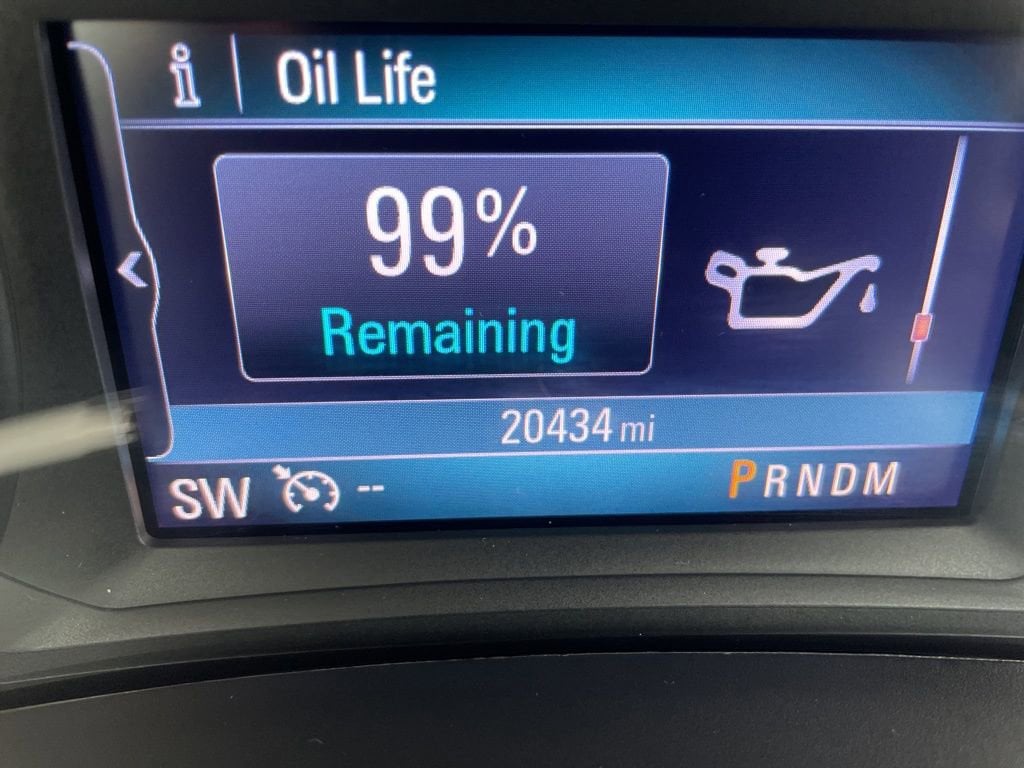 i Oil Life
99%
Remaining
20434 mi
SW -- PRNDM